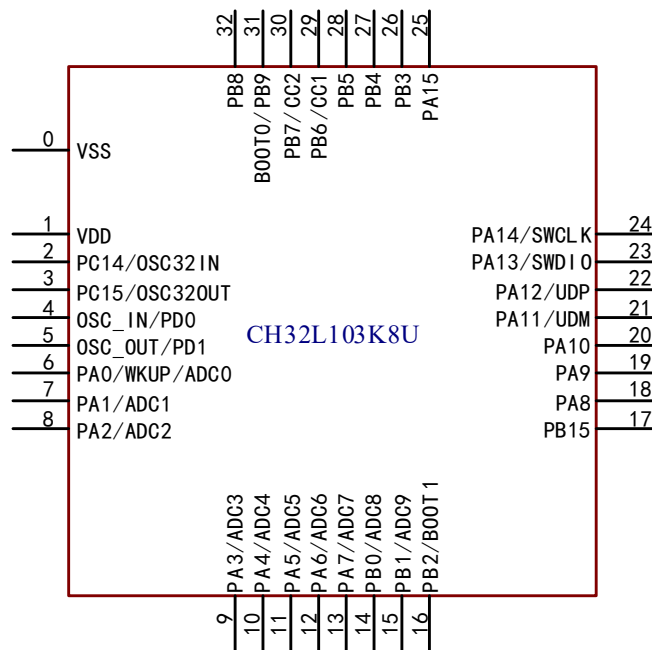 32
31
30
29
28
27
26
25
PB8
BOOT0/PB9
PB7/CC2
PB6/CC1
PB5
PB4
PB3
PA15
0 VSS
1 VDD
2 PC14/OSC32IN
3 PC15/OSC32OUT
4 OSC_IN/PD0
5 OSC_OUT/PD1
6 PA0/WKUP/ADC0
7 PA1/ADC1
8 PA2/ADC2
CH32L103K8U
PA14/SWCLK 24
PA13/SWDIO 23
PA12/UDP 22
PA11/UDM 21
PA10 20
PA9 19
PA8 18
PB15 17
PA3/ADC3
PA4/ADC4
PA5/ADC5
PA6/ADC6
PA7/ADC7
PB0/ADC8
PB1/ADC9
PB2/BOOT1
9
10
11
12
13
14
15
16